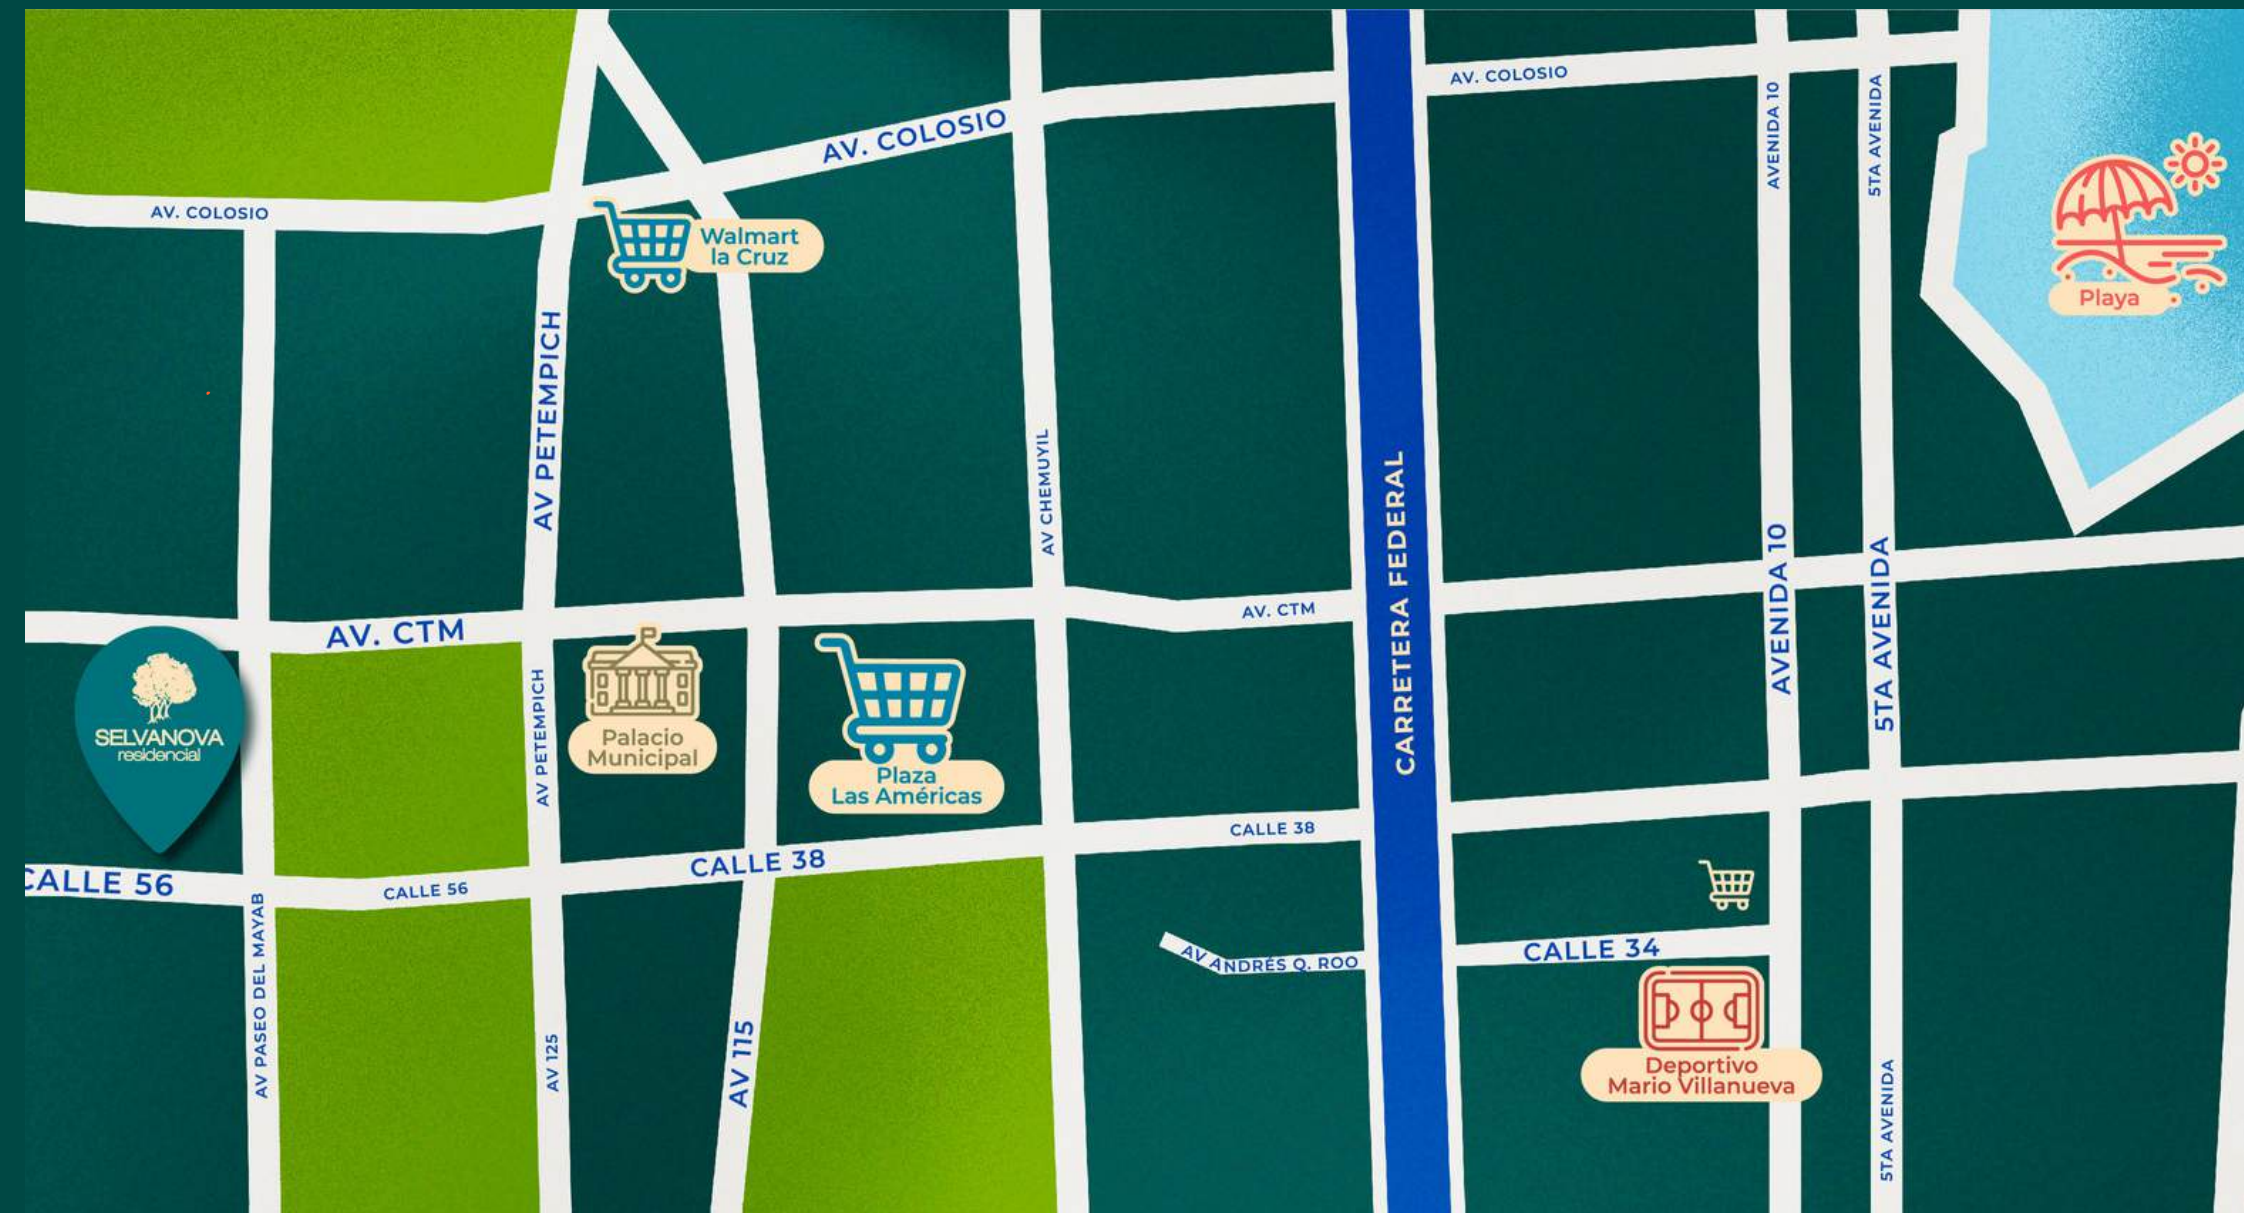 AV. COLOSIO
AV. COLOSIO
AV. COLOSIO
AVENIDA 10
5TA AVENIDA
Walmart
la Cruz
Playa
AV PETEMPICH
AV CHEMUYIL
CARRETERA FEDERAL
AVENIDA 10
5TA AVENIDA
AV. CTM
AV. CTM
SELVANOVA
residencial
AV PETEMPICH
Palacio
Municipal
Plaza
Las Américas
CALLE 38
CALLE 38
CALLE 56
CALLE 56
AV PASEO DEL MAYAB
AV 125
AV 115
AV ANDRÉS Q. ROO
CALLE 34
Deportivo
Mario Villanueva
5TA AVENIDA